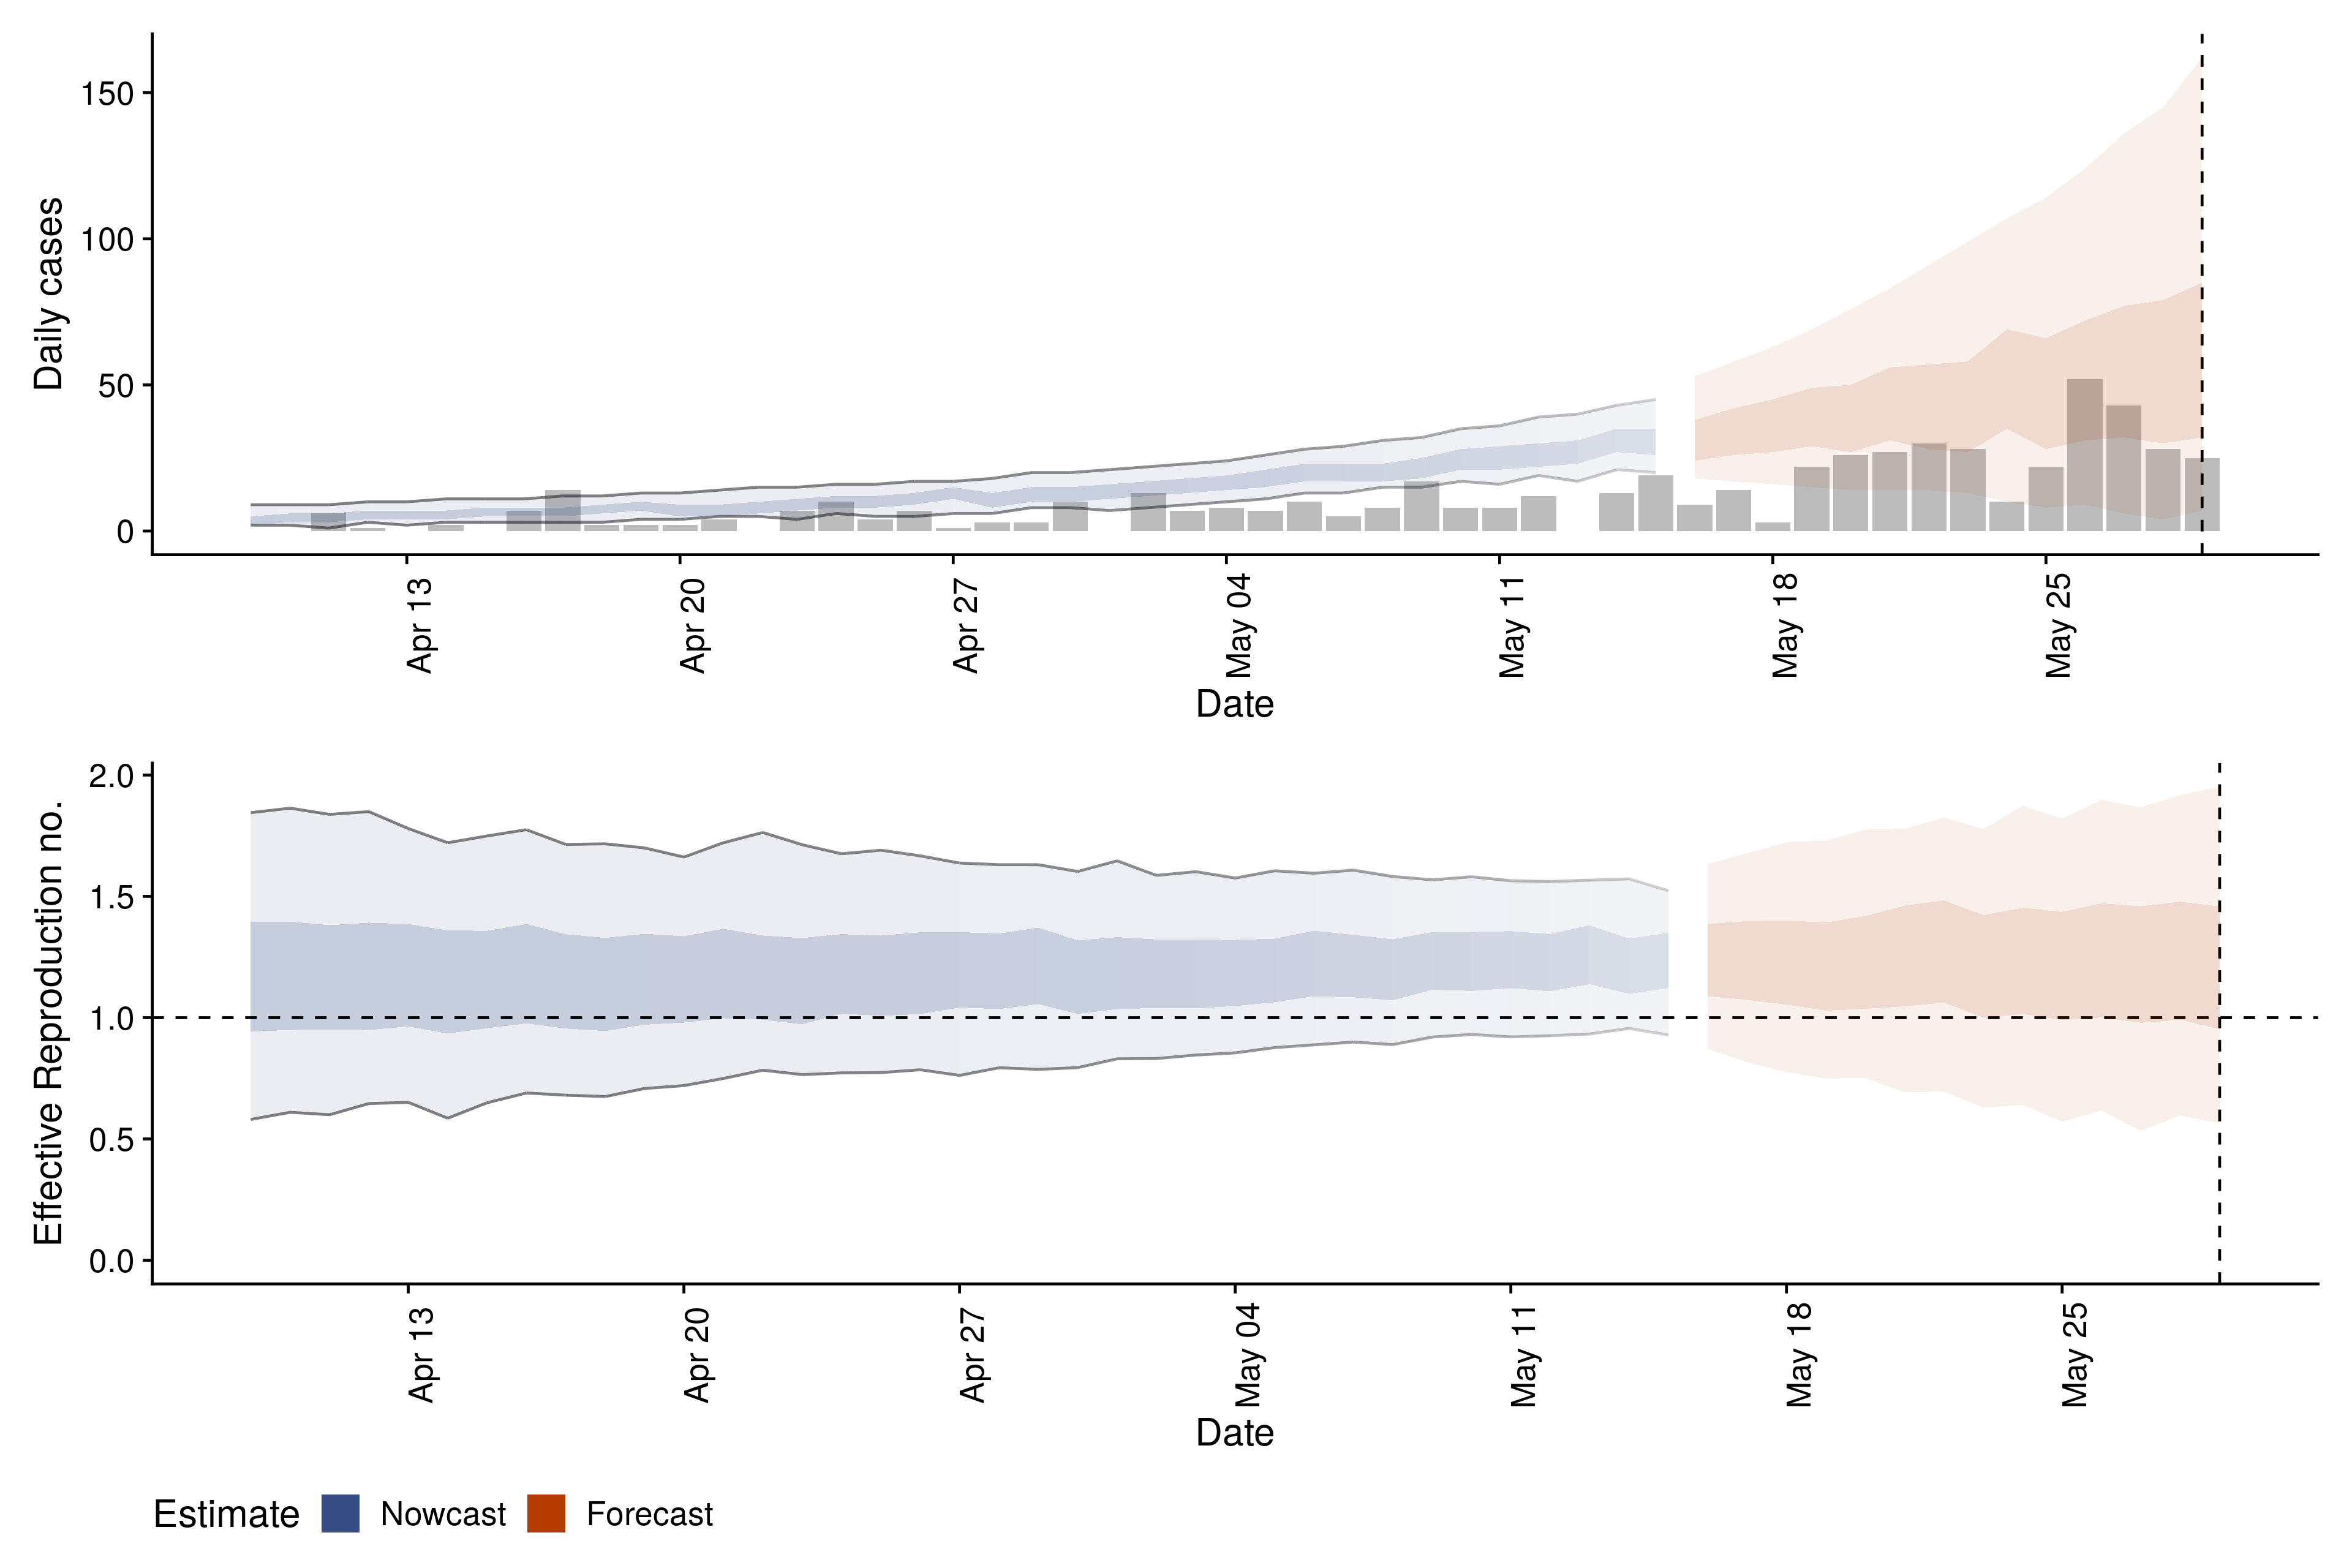 Daily cases
150
100
50
0
Apr 13
Apr 20
Apr 27
May 04
May 11
May 18
May 25
Date
Effective Reproduction no.
2.0
1.5
1.0
0.5
0.0
Apr 13
Apr 20
Apr 27
May 04
May 11
May 18
May 25
Date
Estimate Nowcast Forecast